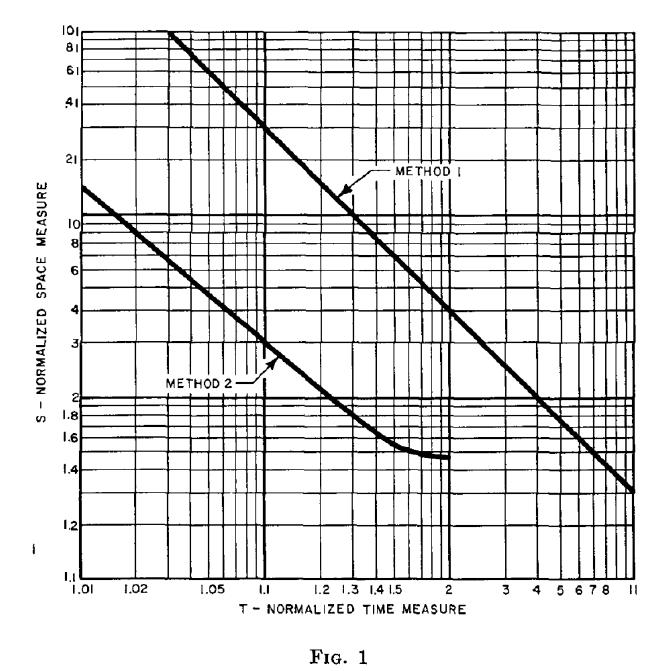 101
81
61
41
21
10
8
6
4
3
2
1.8
1.6
1.4
1.2
1.1
S - NORMALIZED SPACE MEASURE
METHOD 1
METHOD 2
1.01 1.02 1.05 1.1 1.2 1.3 1.4 1.5 2 3 4 5 6 7 8 11
T - NORMALIZED TIME MEASURE
FIG. 1